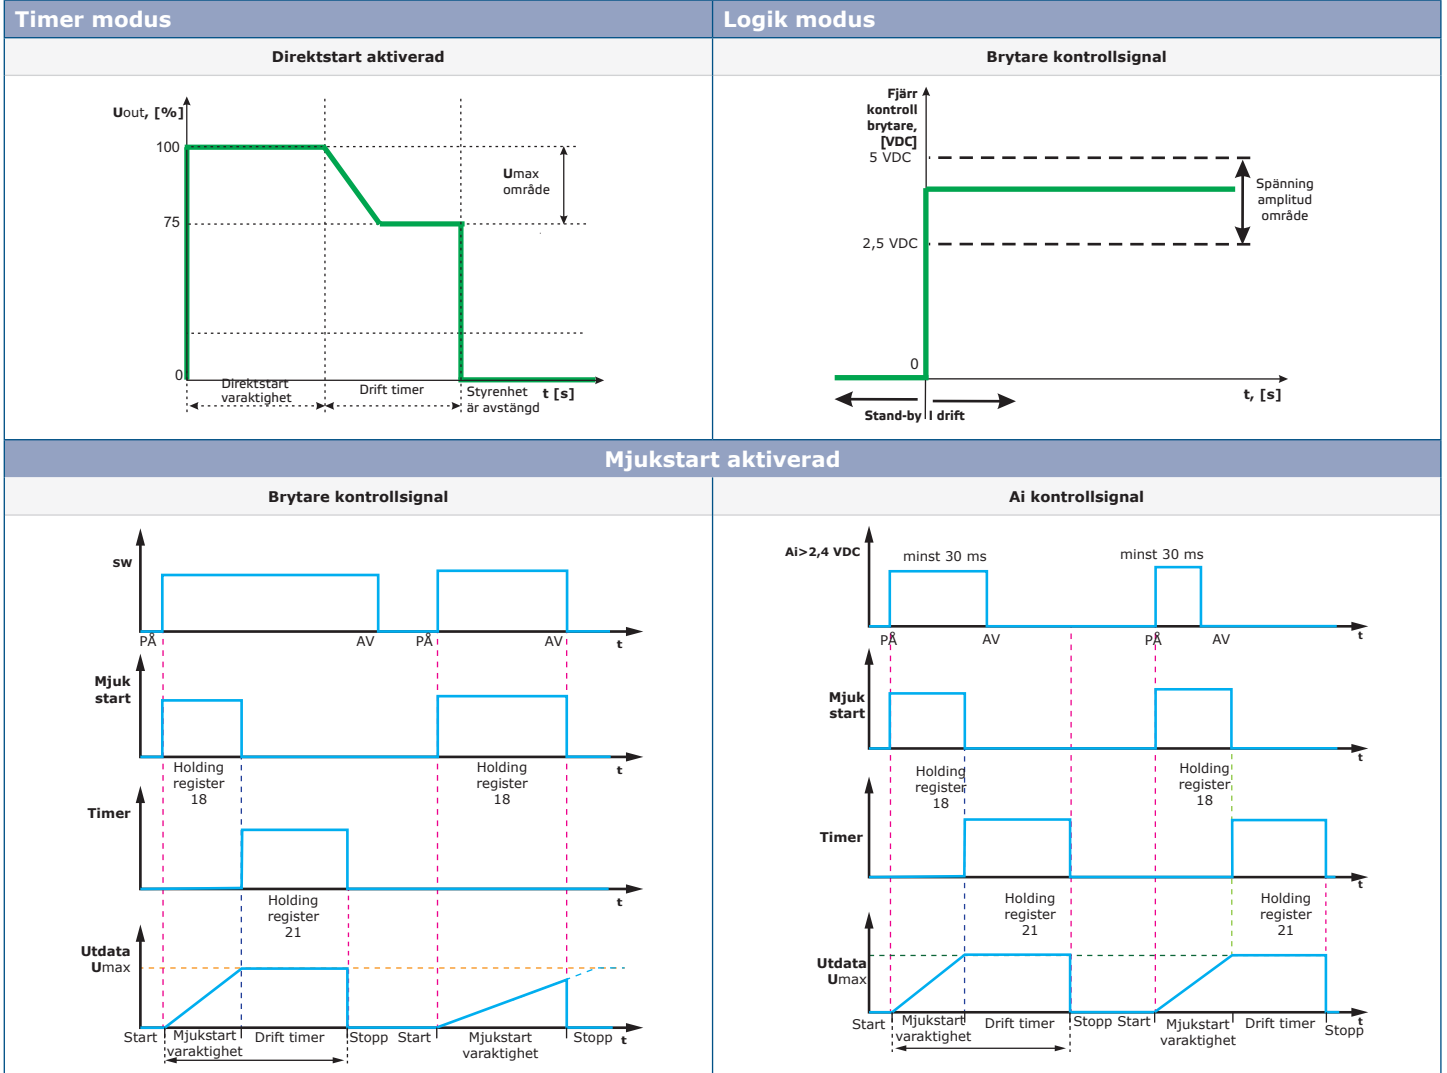 Timer modus
Direktstart aktiverad
Uout, [%]
100
75
0
Umax
område
Direktstart
varaktighet
Drift timer
Styrenhet
är avstängd
t [s]
Logik modus
Brytare kontrollsignal
Fjärr
kontroll
brytare,
[VDC]
5 VDC
2,5 VDC
0
Spänning
amplitud
område
t, [s]
Stand-by
I drift
Mjukstart aktiverad
Brytare kontrollsignal
sw
PÅ
AV
PÅ
AV
t
Mjuk
start
t
Holding
register
18
Holding
register
18
Timer
t
Holding
register
21
Utdata
Umax
Start
Mjukstart
varaktighet
Drift timer
Stopp
Start
Mjukstart
varaktighet
Stopp
t
Ai kontrollsignal
Ai>2,4 VDC
minst 30 ms
minst 30 ms
PÅ
AV
PÅ
AV
t
Mjuk
start
t
Holding
register
18
Holding
register
18
Timer
t
Holding
register
21
Holding
register
21
Utdata
Umax
Start
Mjukstart
varaktighet
Drift timer
Stopp
Start
Mjukstart
varaktighet
Drift timer
Stopp
t